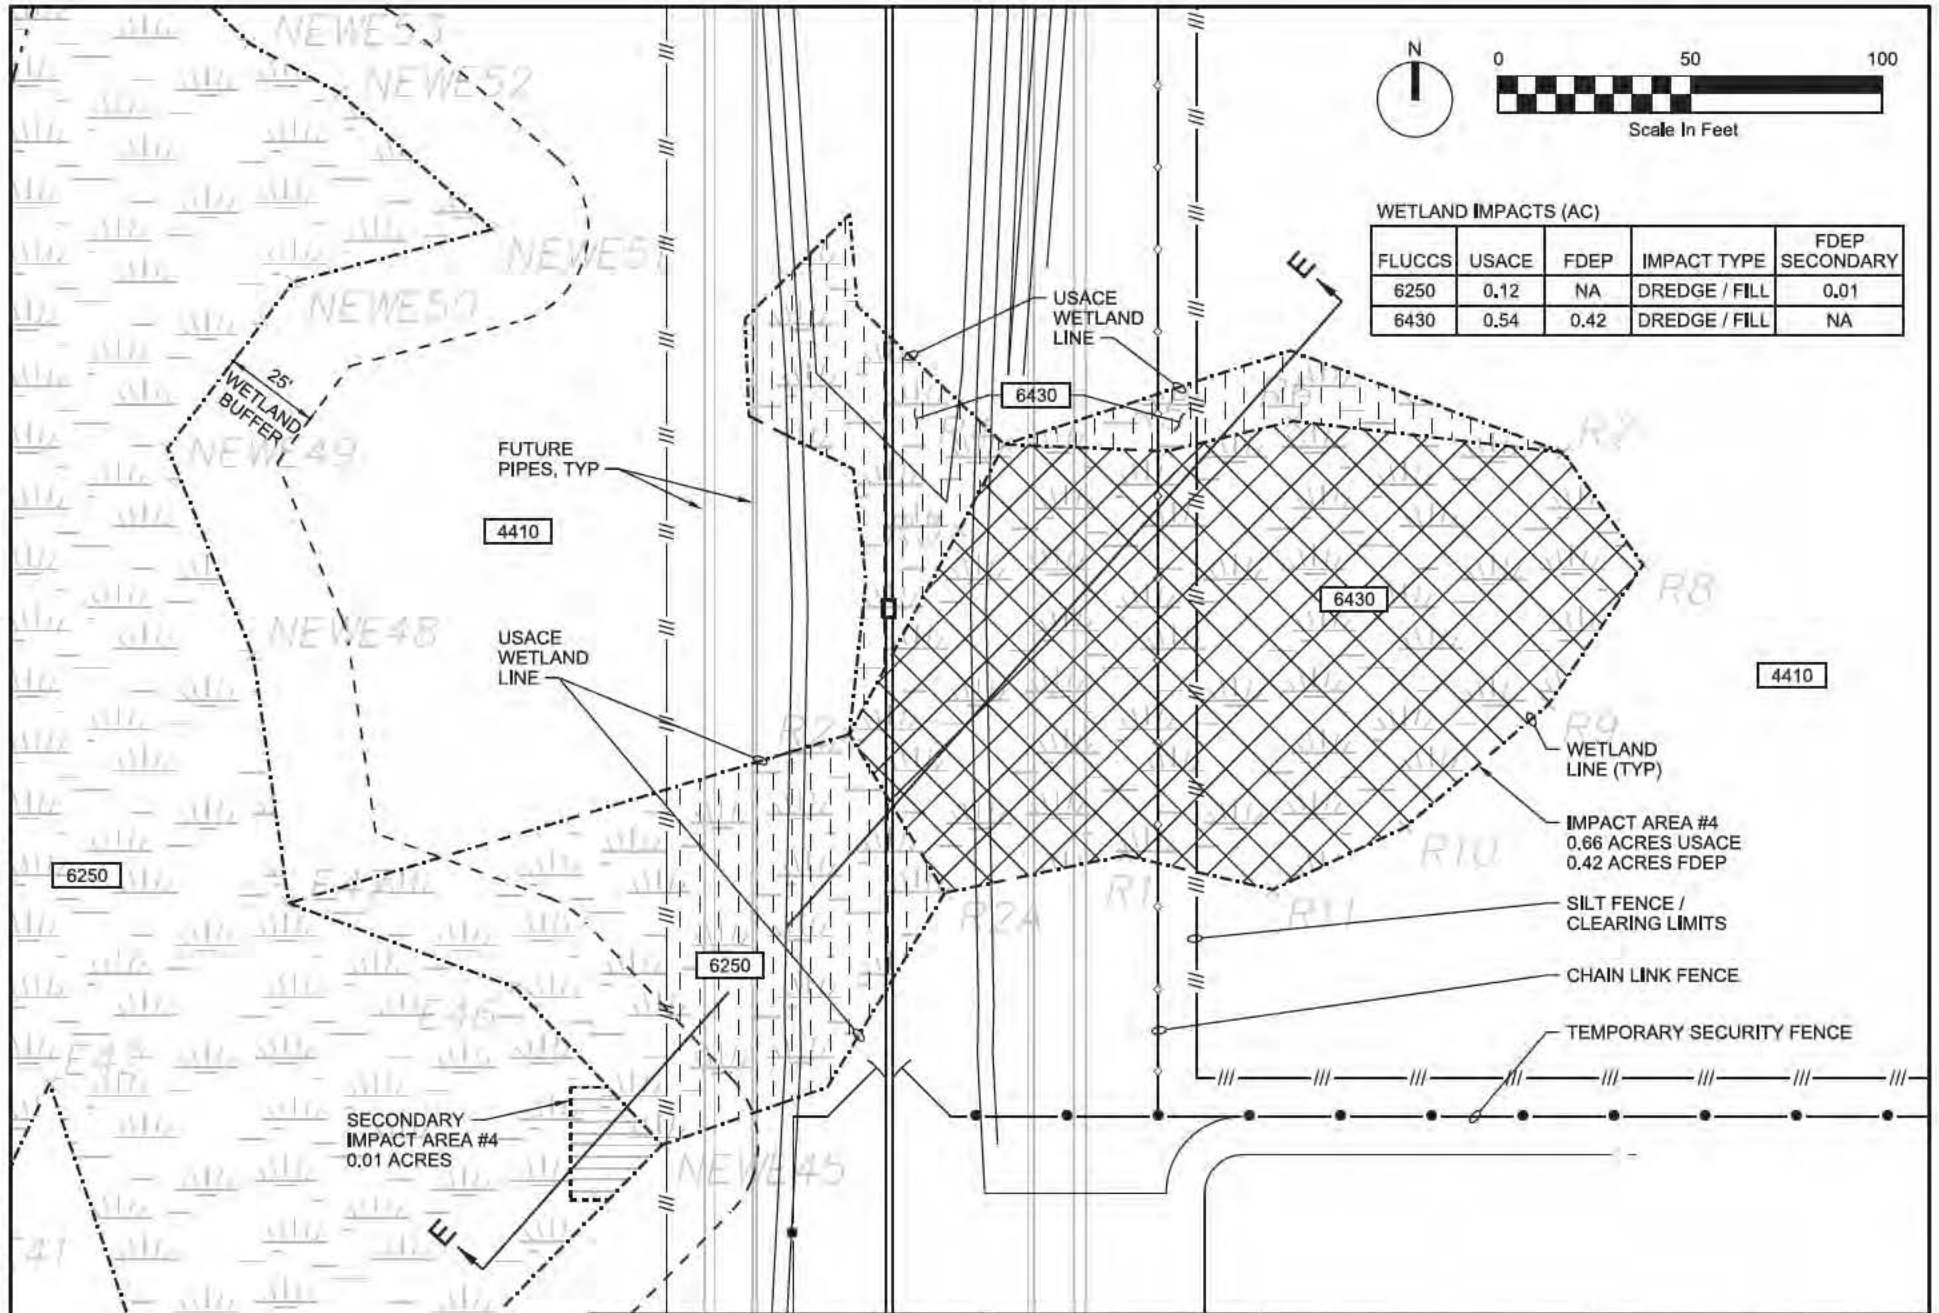 NEWE53
NEWE52
N
0
50
100
Scale In Feet
WETLAND IMPACTS (AC)
FLUCCS USACE FDEP IMPACT TYPE FDEP SECONDARY
6250 0.12 NA DREDGE / FILL 0.01
6430 0.54 0.42 DREDGE / FILL NA
NEWE51
E
NEWE50
USACE
WETLAND
LINE
6430
25'
WETLAND
BUFFER
NEWE49
R7
FUTURE
PIPES, TYP
4410
6430
R8
NEWE48
USACE
WETLAND
LINE
4410
R2
R9
WETLAND
LINE (TYP)
IMPACT AREA #4
0.66 ACRES USACE
0.42 ACRES FDEP
R10
6250
E47
R2A
R1
R11
SILT FENCE /
CLEARING LIMITS
6250
CHAIN LINK FENCE
E46
TEMPORARY SECURITY FENCE
E45
SECONDARY
IMPACT AREA #4
0.01 ACRES
NEWE45
E
41